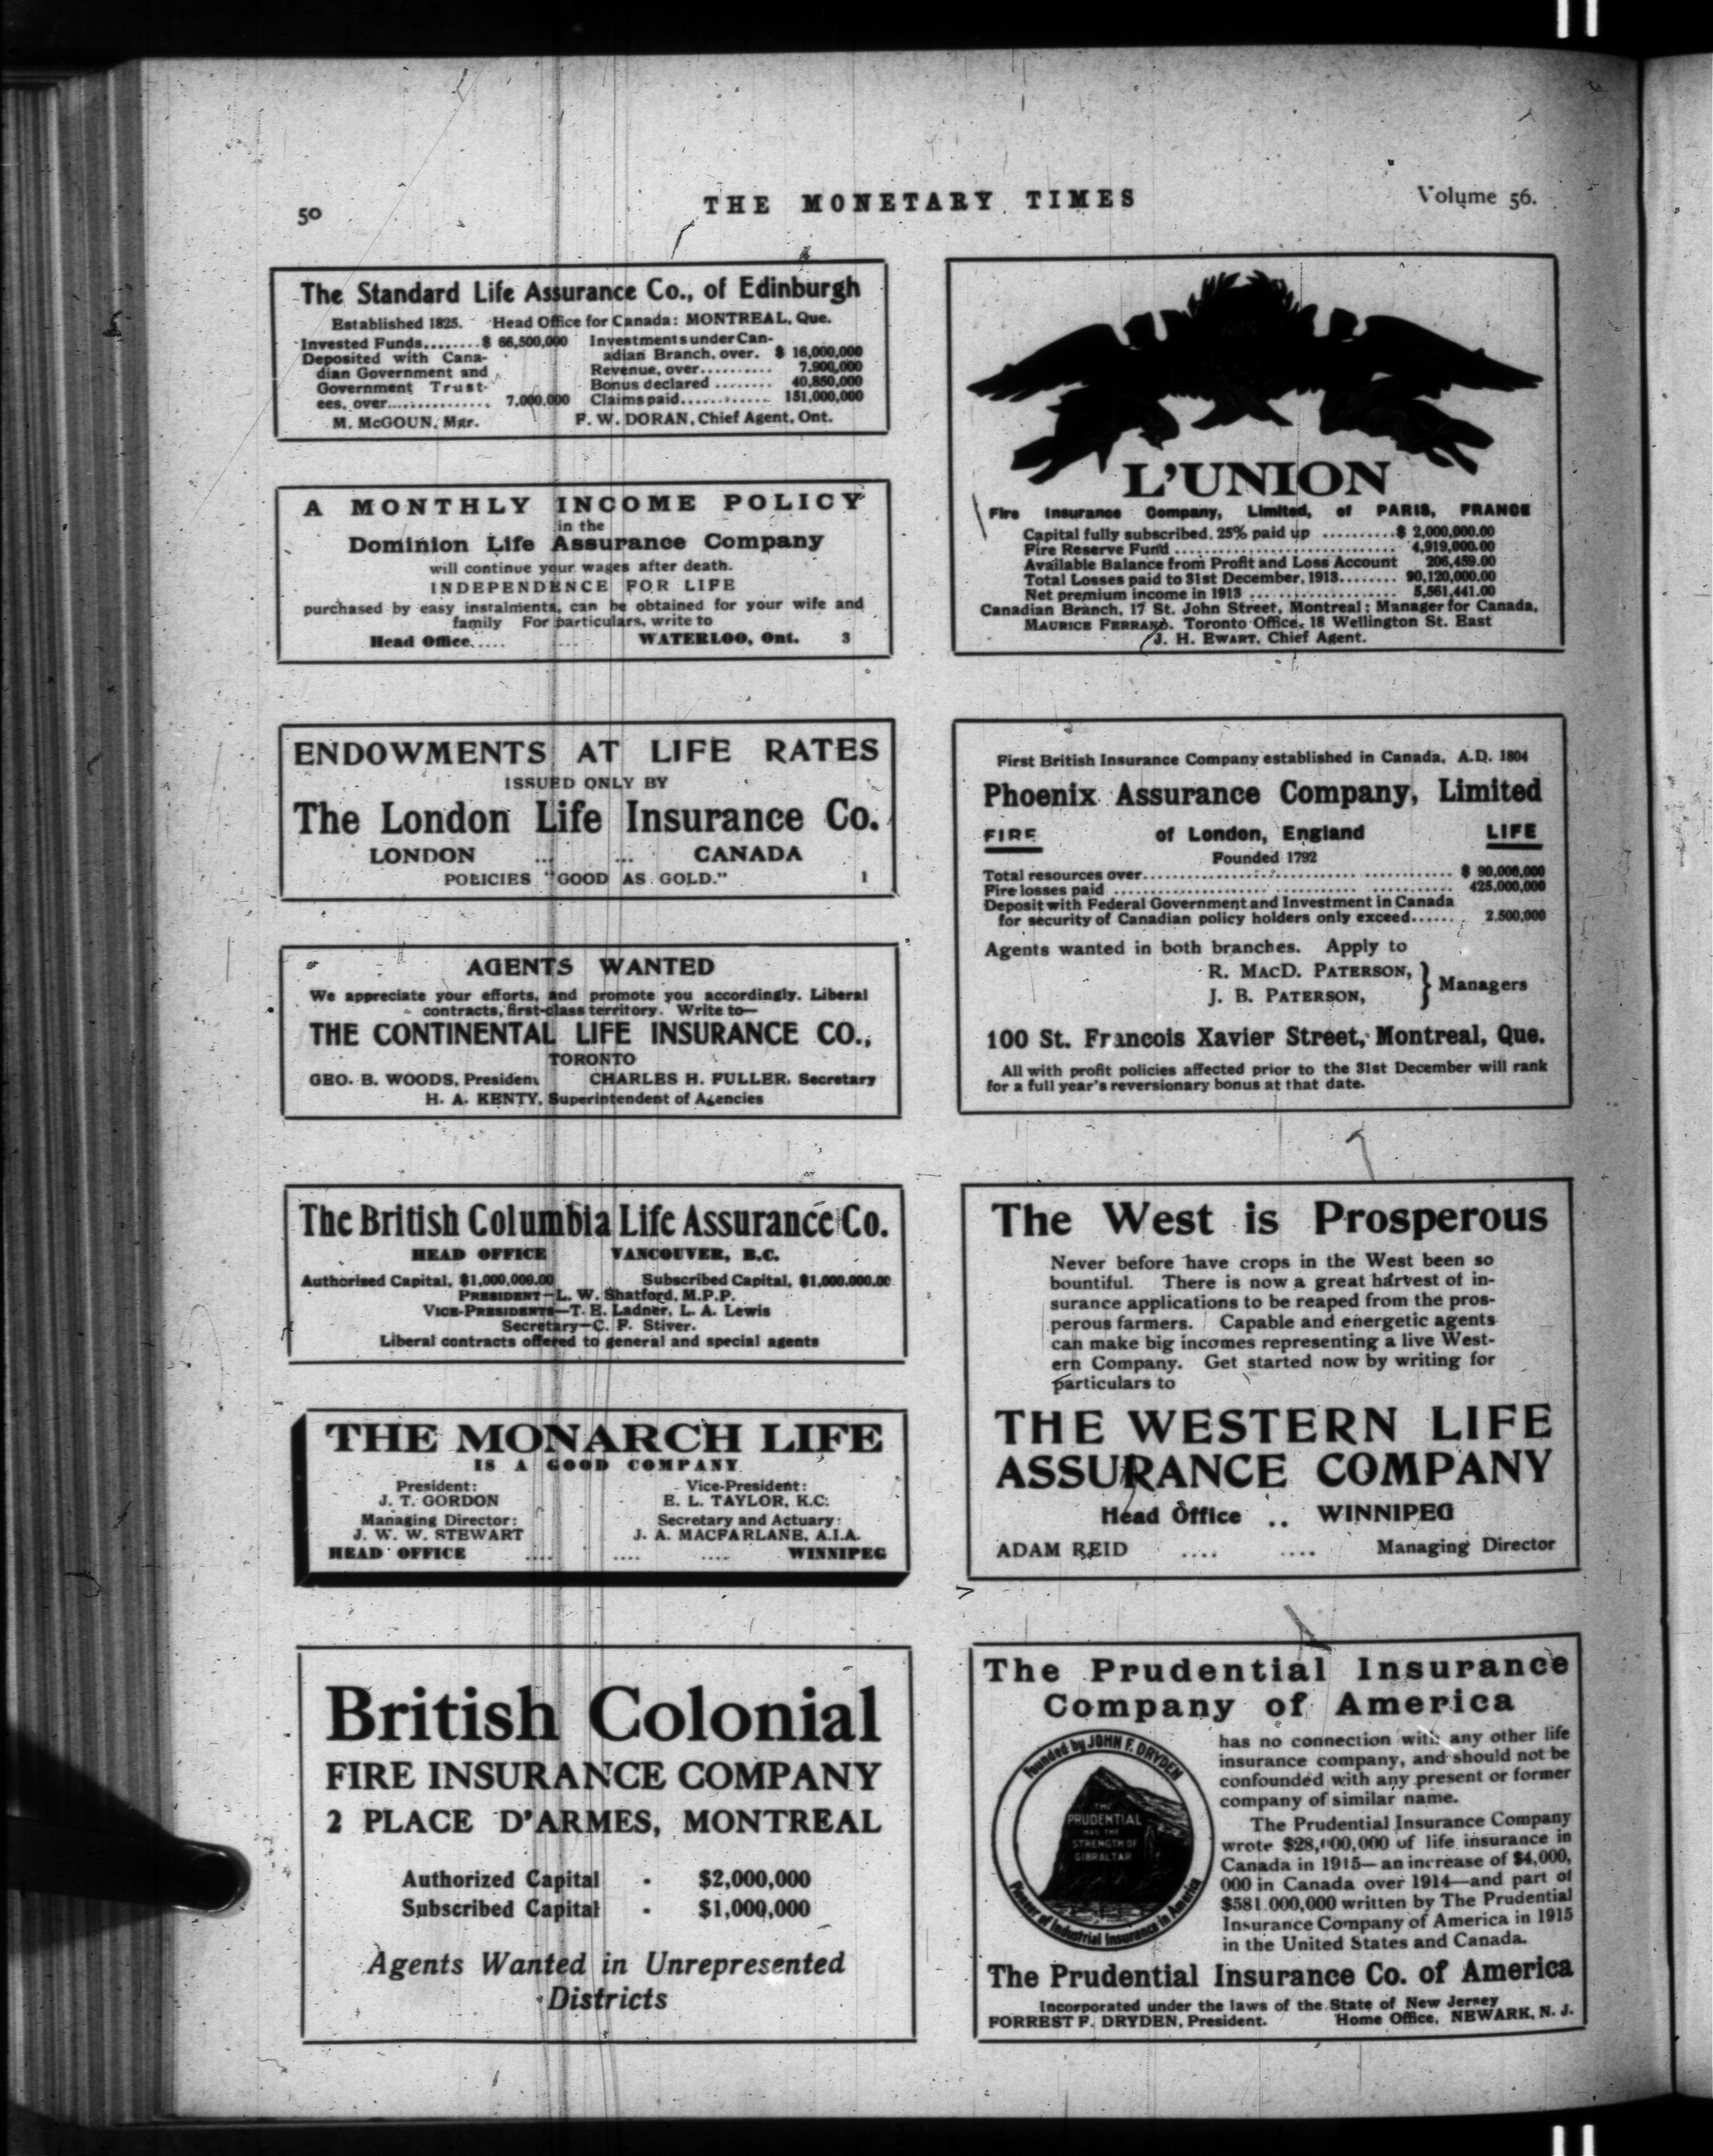 50
THE MONETARY TIMES
Volume 56.
The Standard Life Assurance Co., of Edinburgh
Established 1825. Head Office for Canada: MONTREAL, Que.
Invested Funds........$ 66,500,000
Deposited with Cana-
dian Government and
Government Trust-
ees, over............... 7,000,000
Investments under Can-
adian Branch, over. $ 16,000,000
Revenue, over.......... 7,900,000
Bonus declared ........ 40,850,000
Claims paid............ 151,000,000
M. McGOUN, Mgr. F. W. DORAN, Chief Agent, Ont.
A MONTHLY INCOME POLICY
in the
Dominion Life Assurance Company
will continue your wages after death.
INDEPENDENCE FOR LIFE
purchased by easy instalments, can be obtained for your wife and
family For particulars, write to
Head Office..... .... WATERLOO, Ont. 3
ENDOWMENTS AT LIFE RATES
ISSUED ONLY BY
The London Life Insurance Co.
LONDON ... ... CANADA
POLICIES "GOOD AS GOLD." 1
AGENTS WANTED
We appreciate your efforts, and promote you accordingly. Liberal
contracts, first-class territory. Write to—
THE CONTINENTAL LIFE INSURANCE CO.,
TORONTO
GEO. B. WOODS, President CHARLES H. FULLER, Secretary
H. A. KENTY, Superintendent of Agencies
The British Columbia Life Assurance Co.
HEAD OFFICE VANCOUVER, B.C.
Authorized Capital, $1,000,000.00 Subscribed Capital, $1,000,000.00
PRESIDENT—L. W. Shatford, M.P.P.
VICE-PRESIDENTS—T. E. Ladner, L. A. Lewis
Secretary—C. F. Stiver.
Liberal contracts offered to general and special agents
THE MONARCH LIFE
IS A GOOD COMPANY
President: Vice-President:
J. T. GORDON E. L. TAYLOR, K.C.
Managing Director: Secretary and Actuary:
J. W. W. STEWART J. A. MACFARLANE, A.I.A.
HEAD OFFICE .... .... .... WINNIPEG
British Colonial
FIRE INSURANCE COMPANY
2 PLACE D'ARMES, MONTREAL
Authorized Capital - $2,000,000
Subscribed Capital - $1,000,000
Agents Wanted in Unrepresented
Districts
L'UNION
Fire Insurance Company, Limited, of PARIS, FRANCE
Capital fully subscribed, 25% paid up ..........$ 2,000,000.00
Fire Reserve Fund .............................. 4,919,000.00
Available Balance from Profit and Loss Account 206,459.00
Total Losses paid to 31st December, 1913........ 90,120,000.00
Net premium income in 1913 ................... 5,561,441.00
Canadian Branch, 17 St. John Street, Montreal; Manager for Canada,
MAURICE FERRAND. Toronto Office, 18 Wellington St. East
J. H. EWART, Chief Agent.
First British Insurance Company established in Canada, A.D. 1804
Phoenix Assurance Company, Limited
FIRE of London, England LIFE
Founded 1792
Total resources over............................................ $ 90,000,000
Fire losses paid ............................................ 425,000,000
Deposit with Federal Government and Investment in Canada
for security of Canadian policy holders only exceed...... 2,500,000
Agents wanted in both branches. Apply to
R. MACD. PATERSON,
J. B. PATERSON,
} Managers
100 St. Francois Xavier Street, Montreal, Que.
All with profit policies affected prior to the 31st December will rank
for a full year's reversionary bonus at that date.
The West is Prosperous
Never before have crops in the West been so
bountiful. There is now a great harvest of in-
surance applications to be reaped from the pros-
perous farmers. Capable and energetic agents
can make big incomes representing a live West-
ern Company. Get started now by writing for
particulars to
THE WESTERN LIFE
ASSURANCE COMPANY
Head Office .. WINNIPEG
ADAM REID .... .... Managing Director
The Prudential Insurance
Company of America
Founded by JOHN F. DRYDEN
THE
PRUDENTIAL
HAS THE
STRENGTH OF
GIBRALTAR
Pioneer of Industrial Insurance in America
has no connection with any other life
insurance company, and should not be
confounded with any present or former
company of similar name.
The Prudential Insurance Company
wrote $28,000,000 of life insurance in
Canada in 1915—an increase of $4,000,
000 in Canada over 1914—and part of
$581,000,000 written by The Prudential
Insurance Company of America in 1915
in the United States and Canada.
The Prudential Insurance Co. of America
Incorporated under the laws of the State of New Jersey
FORREST F. DRYDEN, President. Home Office, NEWARK, N. J.